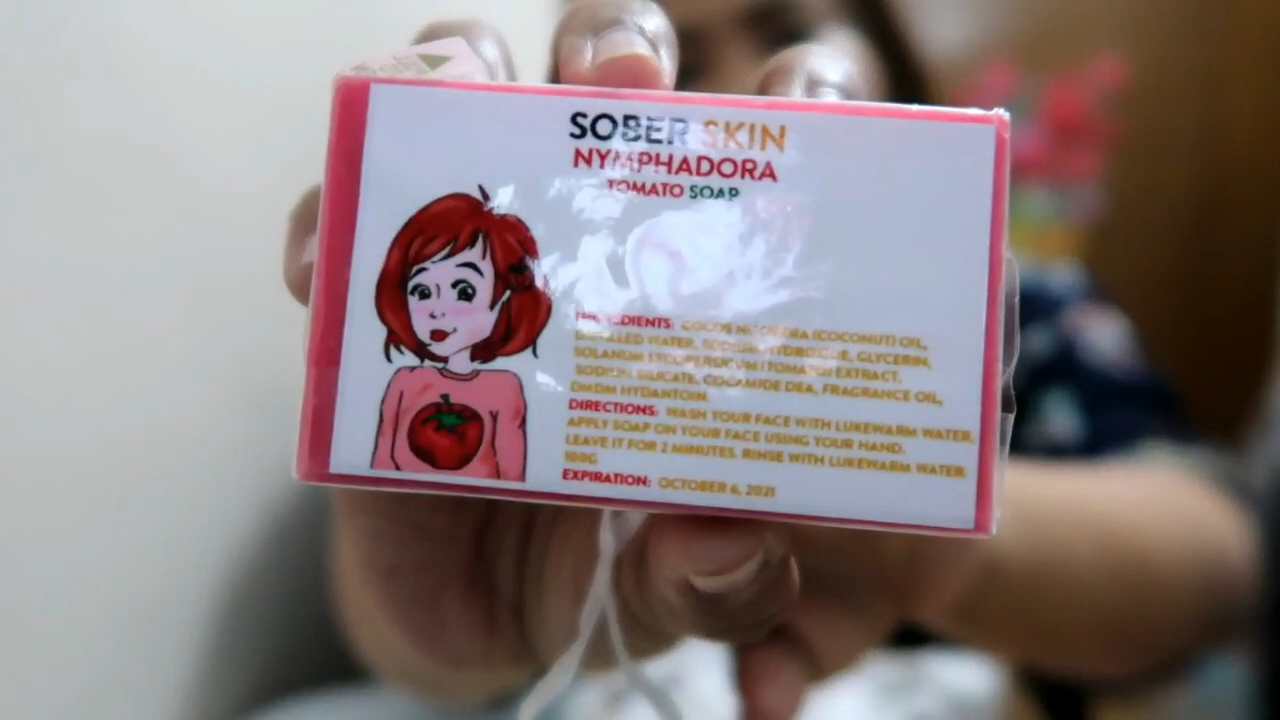 SOBER SKIN
NYMPHADORA
TOMATO SOAP
INGREDIENTS: COCOS NUCIFERA (COCONUT) OIL,
DISTILLED WATER, SODIUM HYDROXIDE, GLYCERIN,
SOLANUM LYCOPERSICUM (TOMATO) EXTRACT,
SODIUM SILICATE, COCAMIDE DEA, FRAGRANCE OIL,
DMDM HYDANTOIN.
DIRECTIONS: WASH YOUR FACE WITH LUKEWARM WATER,
APPLY SOAP ON YOUR FACE USING YOUR HAND.
LEAVE IT FOR 2 MINUTES. RINSE WITH LUKEWARM WATER.
100G
EXPIRATION: OCTOBER 6, 2021